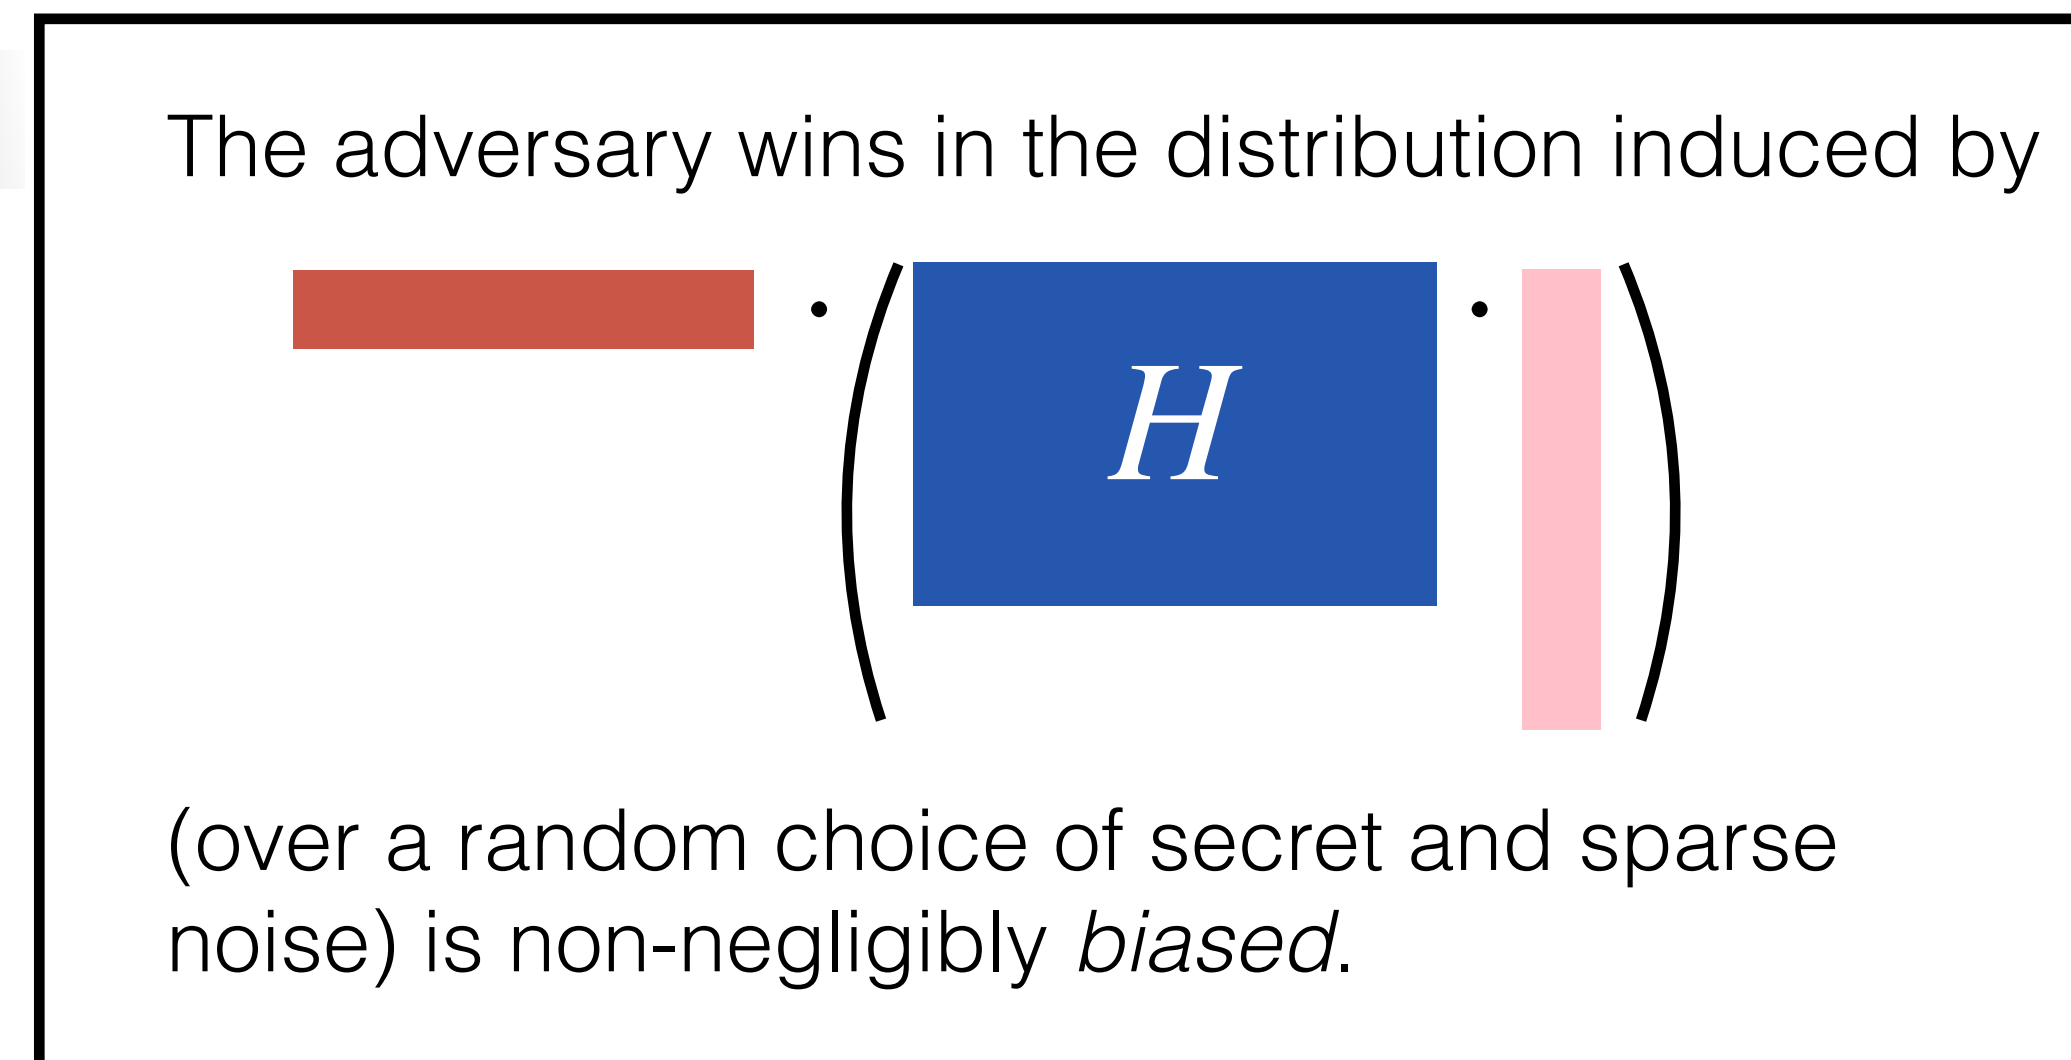 The adversary wins in the distribution induced by
· ( H · )
(over a random choice of secret and sparse
noise) is non-negligibly biased.